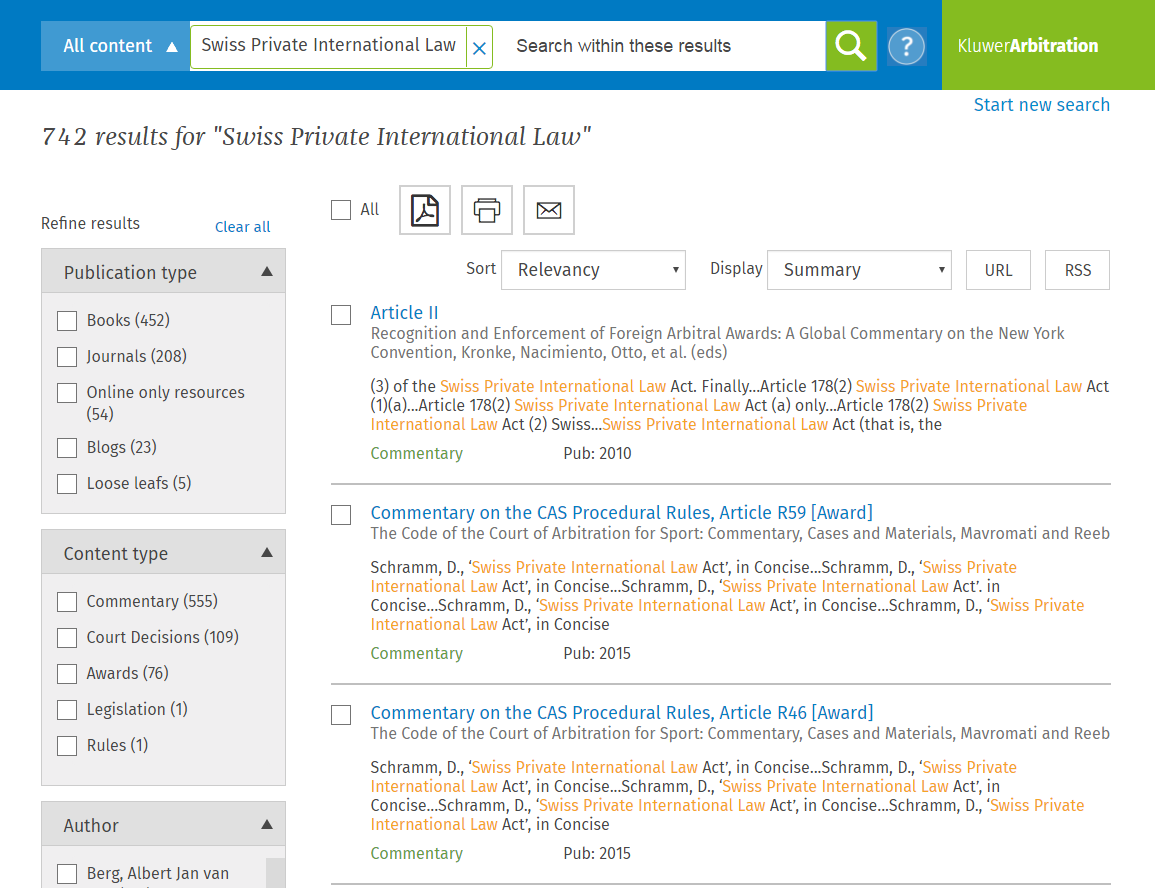 All content ▲
Swiss Private International Law ×
Search within these results
?
KluwerArbitration
Start new search
742 results for "Swiss Private International Law"
Refine results
Clear all
Publication type
Books (452)
Journals (208)
Online only resources
(54)
Blogs (23)
Loose leafs (5)
Content type
Commentary (555)
Court Decisions (109)
Awards (76)
Legislation (1)
Rules (1)
Author
Berg, Albert Jan van
All
Sort Relevancy
Display Summary
URL
RSS
Article II
Recognition and Enforcement of Foreign Arbitral Awards: A Global Commentary on the New York
Convention, Kronke, Nacimiento, Otto, et al. (eds)
(3) of the Swiss Private International Law Act. Finally...Article 178(2) Swiss Private International Law Act
(1)(a)...Article 178(2) Swiss Private International Law Act (a) only...Article 178(2) Swiss Private
International Law Act (2) Swiss...Swiss Private International Law Act (that is, the
Commentary Pub: 2010
Commentary on the CAS Procedural Rules, Article R59 [Award]
The Code of the Court of Arbitration for Sport: Commentary, Cases and Materials, Mavromati and Reeb
Schramm, D., ‘Swiss Private International Law Act’, in Concise...Schramm, D., ‘Swiss Private
International Law Act’, in Concise...Schramm, D., ‘Swiss Private International Law Act’. in
Concise...Schramm, D., ‘Swiss Private International Law Act’, in Concise...Schramm, D., ‘Swiss Private
International Law Act’, in Concise
Commentary Pub: 2015
Commentary on the CAS Procedural Rules, Article R46 [Award]
The Code of the Court of Arbitration for Sport: Commentary, Cases and Materials, Mavromati and Reeb
Schramm, D., ‘Swiss Private International Law Act’, in Concise...Schramm, D., ‘Swiss Private
International Law Act’, in Concise...Schramm, D., ‘Swiss Private International Law Act’, in
Concise...Schramm, D., ‘Swiss Private International Law Act’, in Concise...Schramm, D., ‘Swiss Private
International Law Act’, in Concise
Commentary Pub: 2015